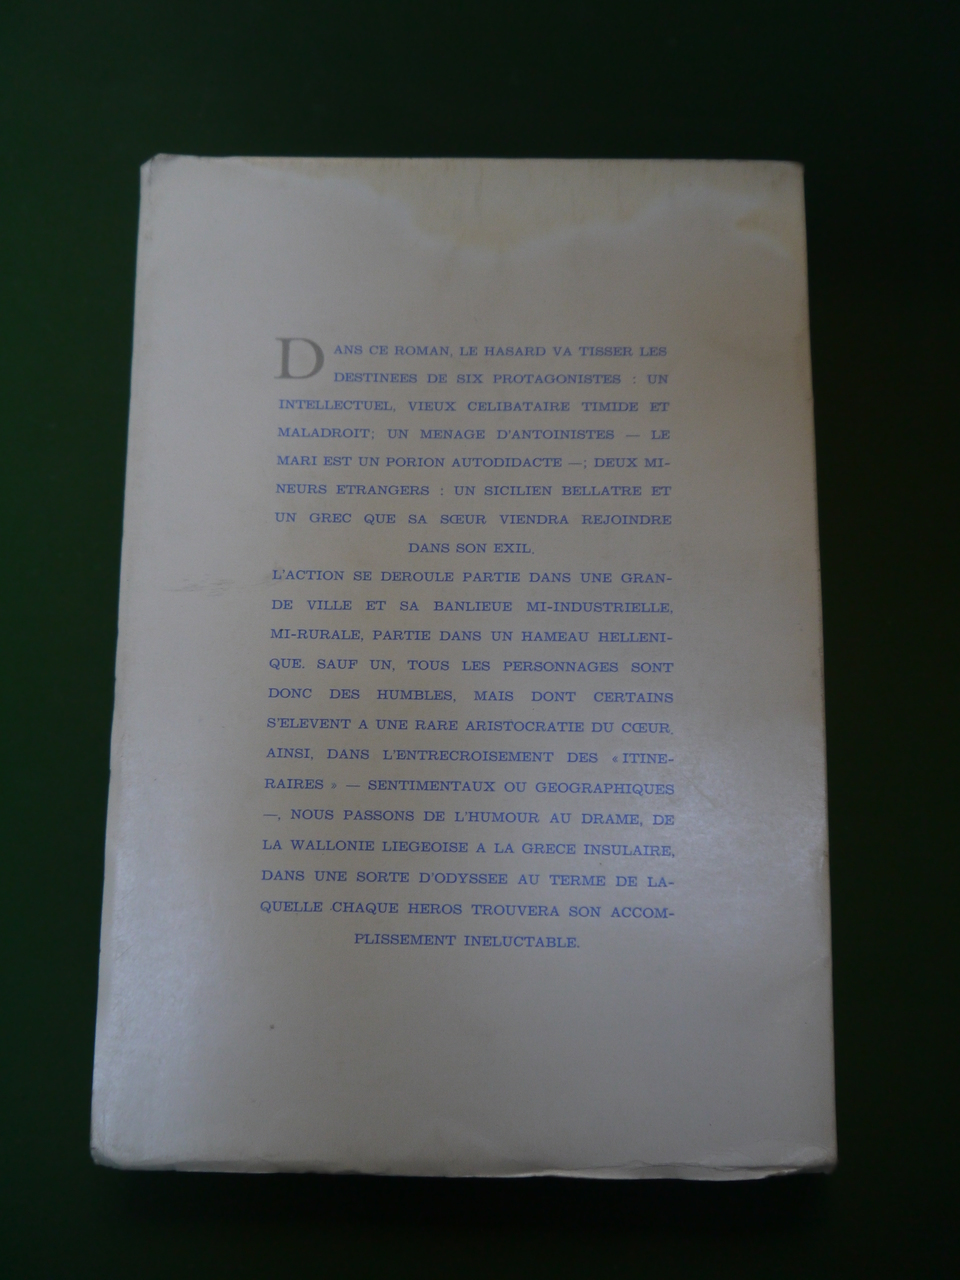 DANS CE ROMAN, LE HASARD VA TISSER LES
DESTINEES DE SIX PROTAGONISTES : UN
INTELLECTUEL, VIEUX CELIBATAIRE TIMIDE ET
MALADROIT; UN MENAGE D'ANTOINISTES — LE
MARI EST UN PORION AUTODIDACTE —; DEUX MI-
NEURS ETRANGERS : UN SICILIEN BELLATRE ET
UN GREC QUE SA SŒUR VIENDRA REJOINDRE
DANS SON EXIL.
L'ACTION SE DEROULE PARTIE DANS UNE GRAN-
DE VILLE ET SA BANLIEUE MI-INDUSTRIELLE,
MI-RURALE, PARTIE DANS UN HAMEAU HELLENI-
QUE. SAUF UN, TOUS LES PERSONNAGES SONT
DONC DES HUMBLES, MAIS DONT CERTAINS
S'ELEVENT A UNE RARE ARISTOCRATIE DU CŒUR.
AINSI, DANS L'ENTRECROISEMENT DES « ITINE-
RAIRES » — SENTIMENTAUX OU GEOGRAPHIQUES
—, NOUS PASSONS DE L'HUMOUR AU DRAME, DE
LA WALLONIE LIEGEOISE A LA GRECE INSULAIRE,
DANS UNE SORTE D'ODYSSEE AU TERME DE LA-
QUELLE CHAQUE HEROS TROUVERA SON ACCOM-
PLISSEMENT INELUCTABLE.